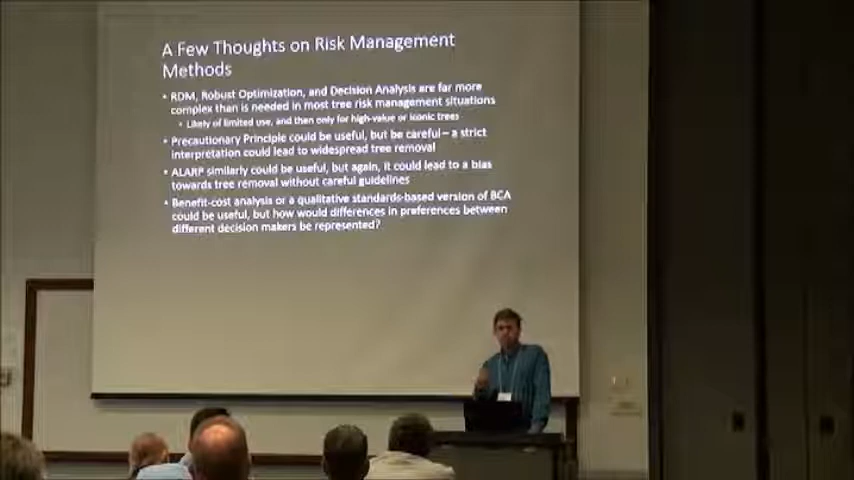 A Few Thoughts on Risk Management
Methods
• RDM, Robust Optimization, and Decision Analysis are far more
complex than is needed in most tree risk management situations
• Likely of limited use, and then only for high-value or iconic trees
• Precautionary Principle could be useful, but be careful – a strict
interpretation could lead to widespread tree removal
• ALARP similarly could be useful, but again, it could lead to a bias
towards tree removal without careful guidelines
• Benefit-cost analysis or a qualitative standards-based version of BCA
could be useful, but how would differences in preferences between
different decision makers be represented?